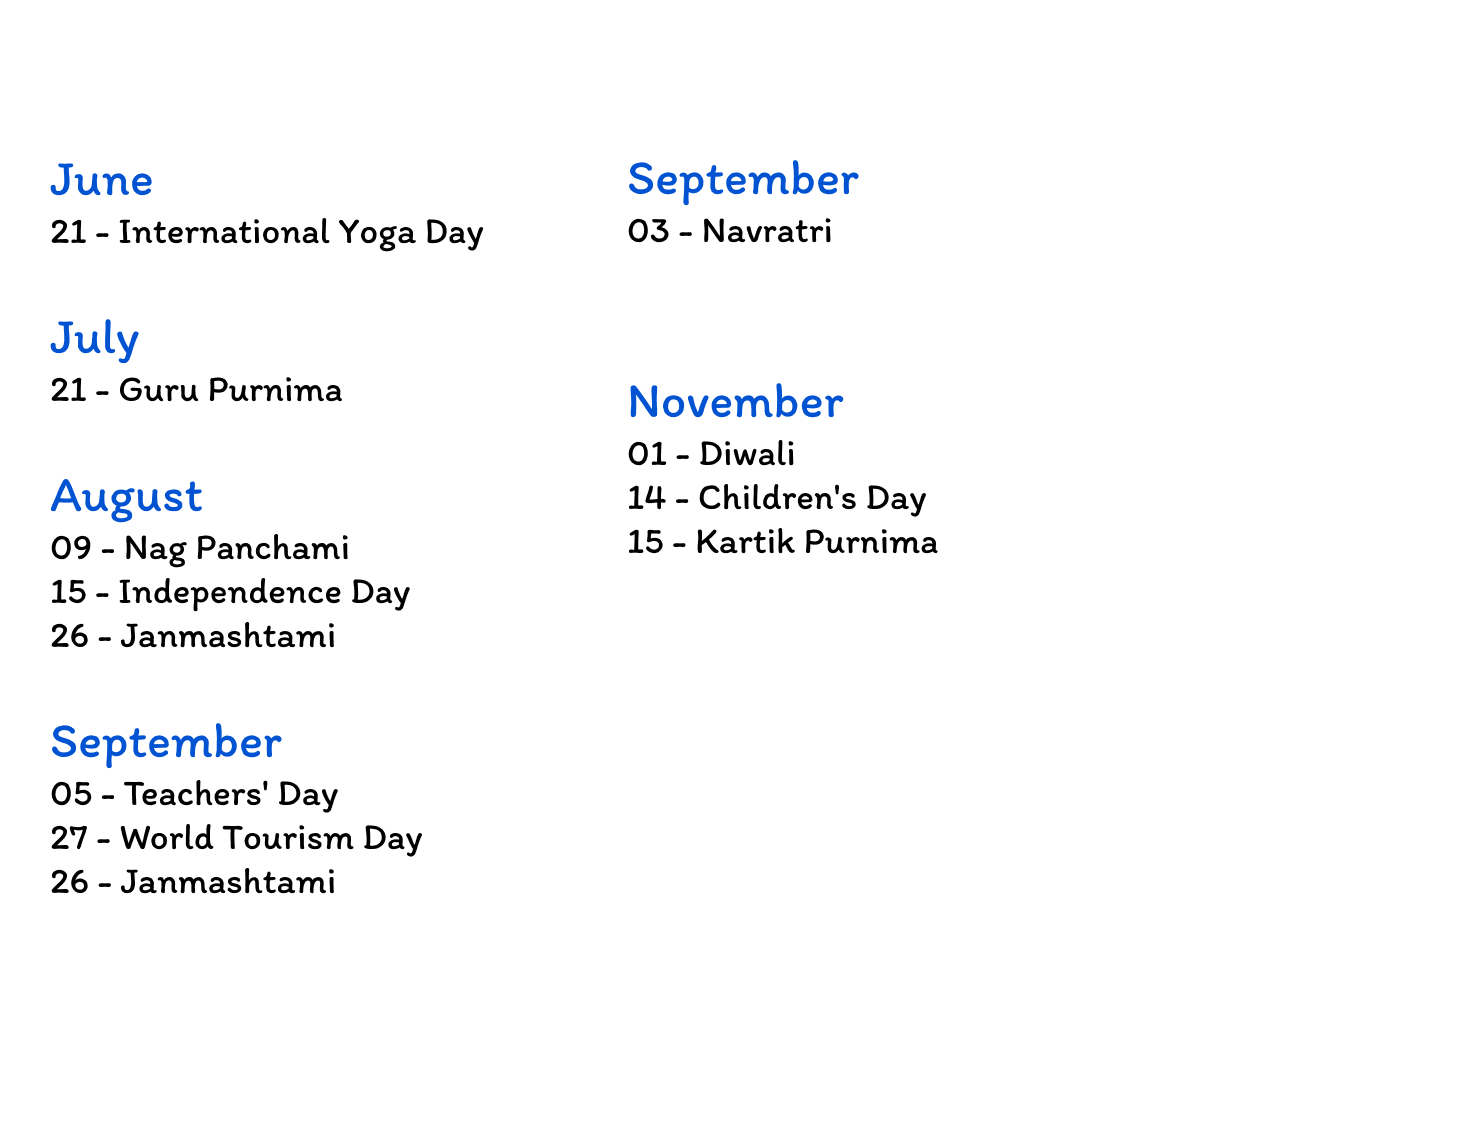 June
21 - International Yoga Day
July
21 - Guru Purnima
August
09 - Nag Panchami
15 - Independence Day
26 - Janmashtami
September
05 - Teachers' Day
27 - World Tourism Day
26 - Janmashtami
September
03 - Navratri
November
01 - Diwali
14 - Children's Day
15 - Kartik Purnima